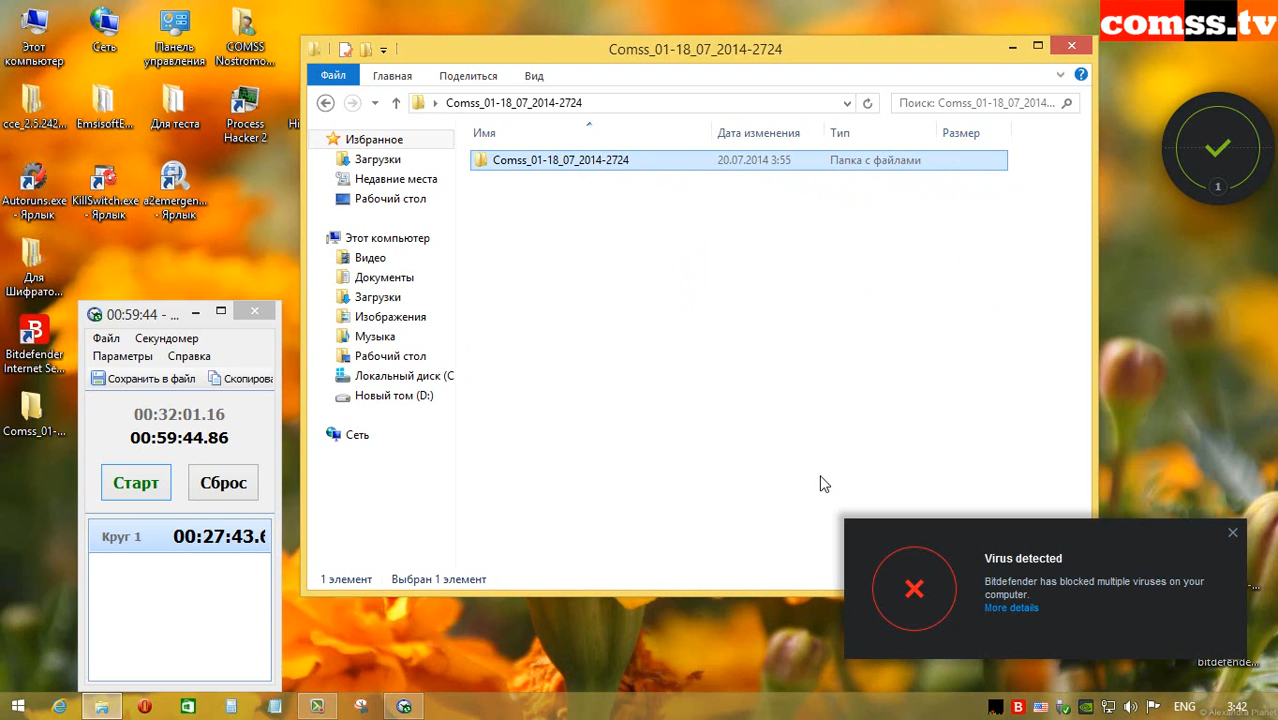 Этот
компьютер
Сеть
Панель
управления
COMSS
Nostromo...
cce_2.5.242...
EmsisoftE...
Для теста
Process
Hacker 2
Autoruns.exe
- Ярлык
KillSwitch.exe
- Ярлык
a2emergen...
- Ярлык
Для
Шифрато...
Bitdefender
Internet Se...
Comss_01-...
comss.tv
1
Comss_01-18_07_2014-2724
Файл
Главная
Поделиться
Вид
Comss_01-18_07_2014-2724
Поиск: Comss_01-18_07_2014...
Имя
Дата изменения
Тип
Размер
Comss_01-18_07_2014-2724
20.07.2014 3:55
Папка с файлами
Избранное
Загрузки
Недавние места
Рабочий стол
Этот компьютер
Видео
Документы
Загрузки
Изображения
Музыка
Рабочий стол
Локальный диск (C
Новый том (D:)
Сеть
1 элемент
Выбран 1 элемент
00:59:44 - ...
Файл
Секундомер
Параметры
Справка
Сохранить в файл
Скопирова
00:32:01.16
00:59:44.86
Старт
Сброс
Круг 1
00:27:43.6
Virus detected
Bitdefender has blocked multiple viruses on your
computer.
More details
bitdefende...
ENG
3:42